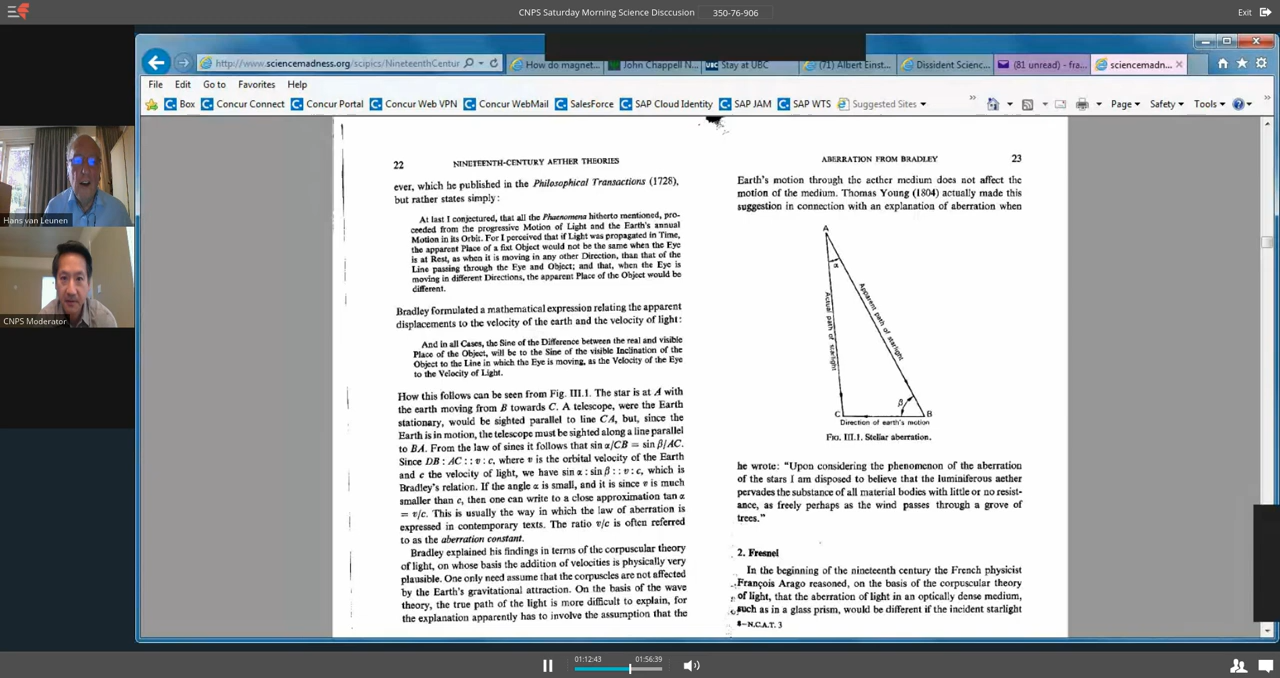 CNPS Saturday Morning Science Disccusion
350-76-906
Exit
http://www.sciencemadness.org/scipics/NineteenthCentur
How do magnet...
John Chappell N...
UBC Stay at UBC
(71) Albert Einst...
Dissident Scienc...
(81 unread) - fra...
sciencemadn...
File Edit Go to Favorites Help
Box Concur Connect Concur Portal Concur Web VPN Concur WebMail SalesForce SAP Cloud Identity SAP JAM SAP WTS Suggested Sites
Page Safety Tools
Hans van Leunen
CNPS Moderator
22 NINETEENTH-CENTURY AETHER THEORIES
ever, which he published in the Philosophical Transactions (1728),
but rather states simply:
At last I conjectured, that all the Phaenomena hitherto mentioned, pro-
ceeded from the progressive Motion of Light and the Earth's annual
Motion in its Orbit. For I perceived that if Light was propagated in Time,
the apparent Place of a fixt Object would not be the same when the Eye
is at Rest, as when it is moving in any other Direction, than that of the
Line passing through the Eye and Object; and that, when the Eye is
moving in different Directions, the apparent Place of the Object would be
different.
Bradley formulated a mathematical expression relating the apparent
displacements to the velocity of the earth and the velocity of light:
And in all Cases, the Sine of the Difference between the real and visible
Place of the Object, will be to the Sine of the visible Inclination of the
Object to the Line in which the Eye is moving, as the Velocity of the Eye
to the Velocity of Light.
How this follows can be seen from Fig. III.1. The star is at A with
the earth moving from B towards C. A telescope, were the Earth
stationary, would be sighted parallel to line CA, but, since the
Earth is in motion, the telescope must be sighted along a line parallel
to BA. From the law of sines it follows that sin α/CB = sin β/AC.
Since DB : AC :: v : c, where v is the orbital velocity of the Earth
and c the velocity of light, we have sin α : sin β :: v : c, which is
Bradley's relation. If the angle α is small, and it is since v is much
smaller than c, then one can write to a close approximation tan α
= v/c. This is usually the way in which the law of aberration is
expressed in contemporary texts. The ratio v/c is often referred
to as the aberration constant.
Bradley explained his findings in terms of the corpuscular theory
of light, on whose basis the addition of velocities is physically very
plausible. One only need assume that the corpuscles are not affected
by the Earth's gravitational attraction. On the basis of the wave
theory, the true path of the light is more difficult to explain, for
the explanation apparently has to involve the assumption that the
ABERRATION FROM BRADLEY 23
Earth's motion through the aether medium does not affect the
motion of the medium. Thomas Young (1804) actually made this
suggestion in connection with an explanation of aberration when
A
α
Actual path of starlight
Apparent path of starlight
β
C
B
Direction of earth's motion
FIG. III.1. Stellar aberration.
he wrote: "Upon considering the phenomenon of the aberration
of the stars I am disposed to believe that the luminiferous aether
pervades the substance of all material bodies with little or no resist-
ance, as freely perhaps as the wind passes through a grove of
trees."
2. Fresnel
In the beginning of the nineteenth century the French physicist
François Arago reasoned, on the basis of the corpuscular theory
of light, that the aberration of light in an optically dense medium,
such as in a glass prism, would be different if the incident starlight
8—N.C.A.T. 3
01:12:43
01:56:39